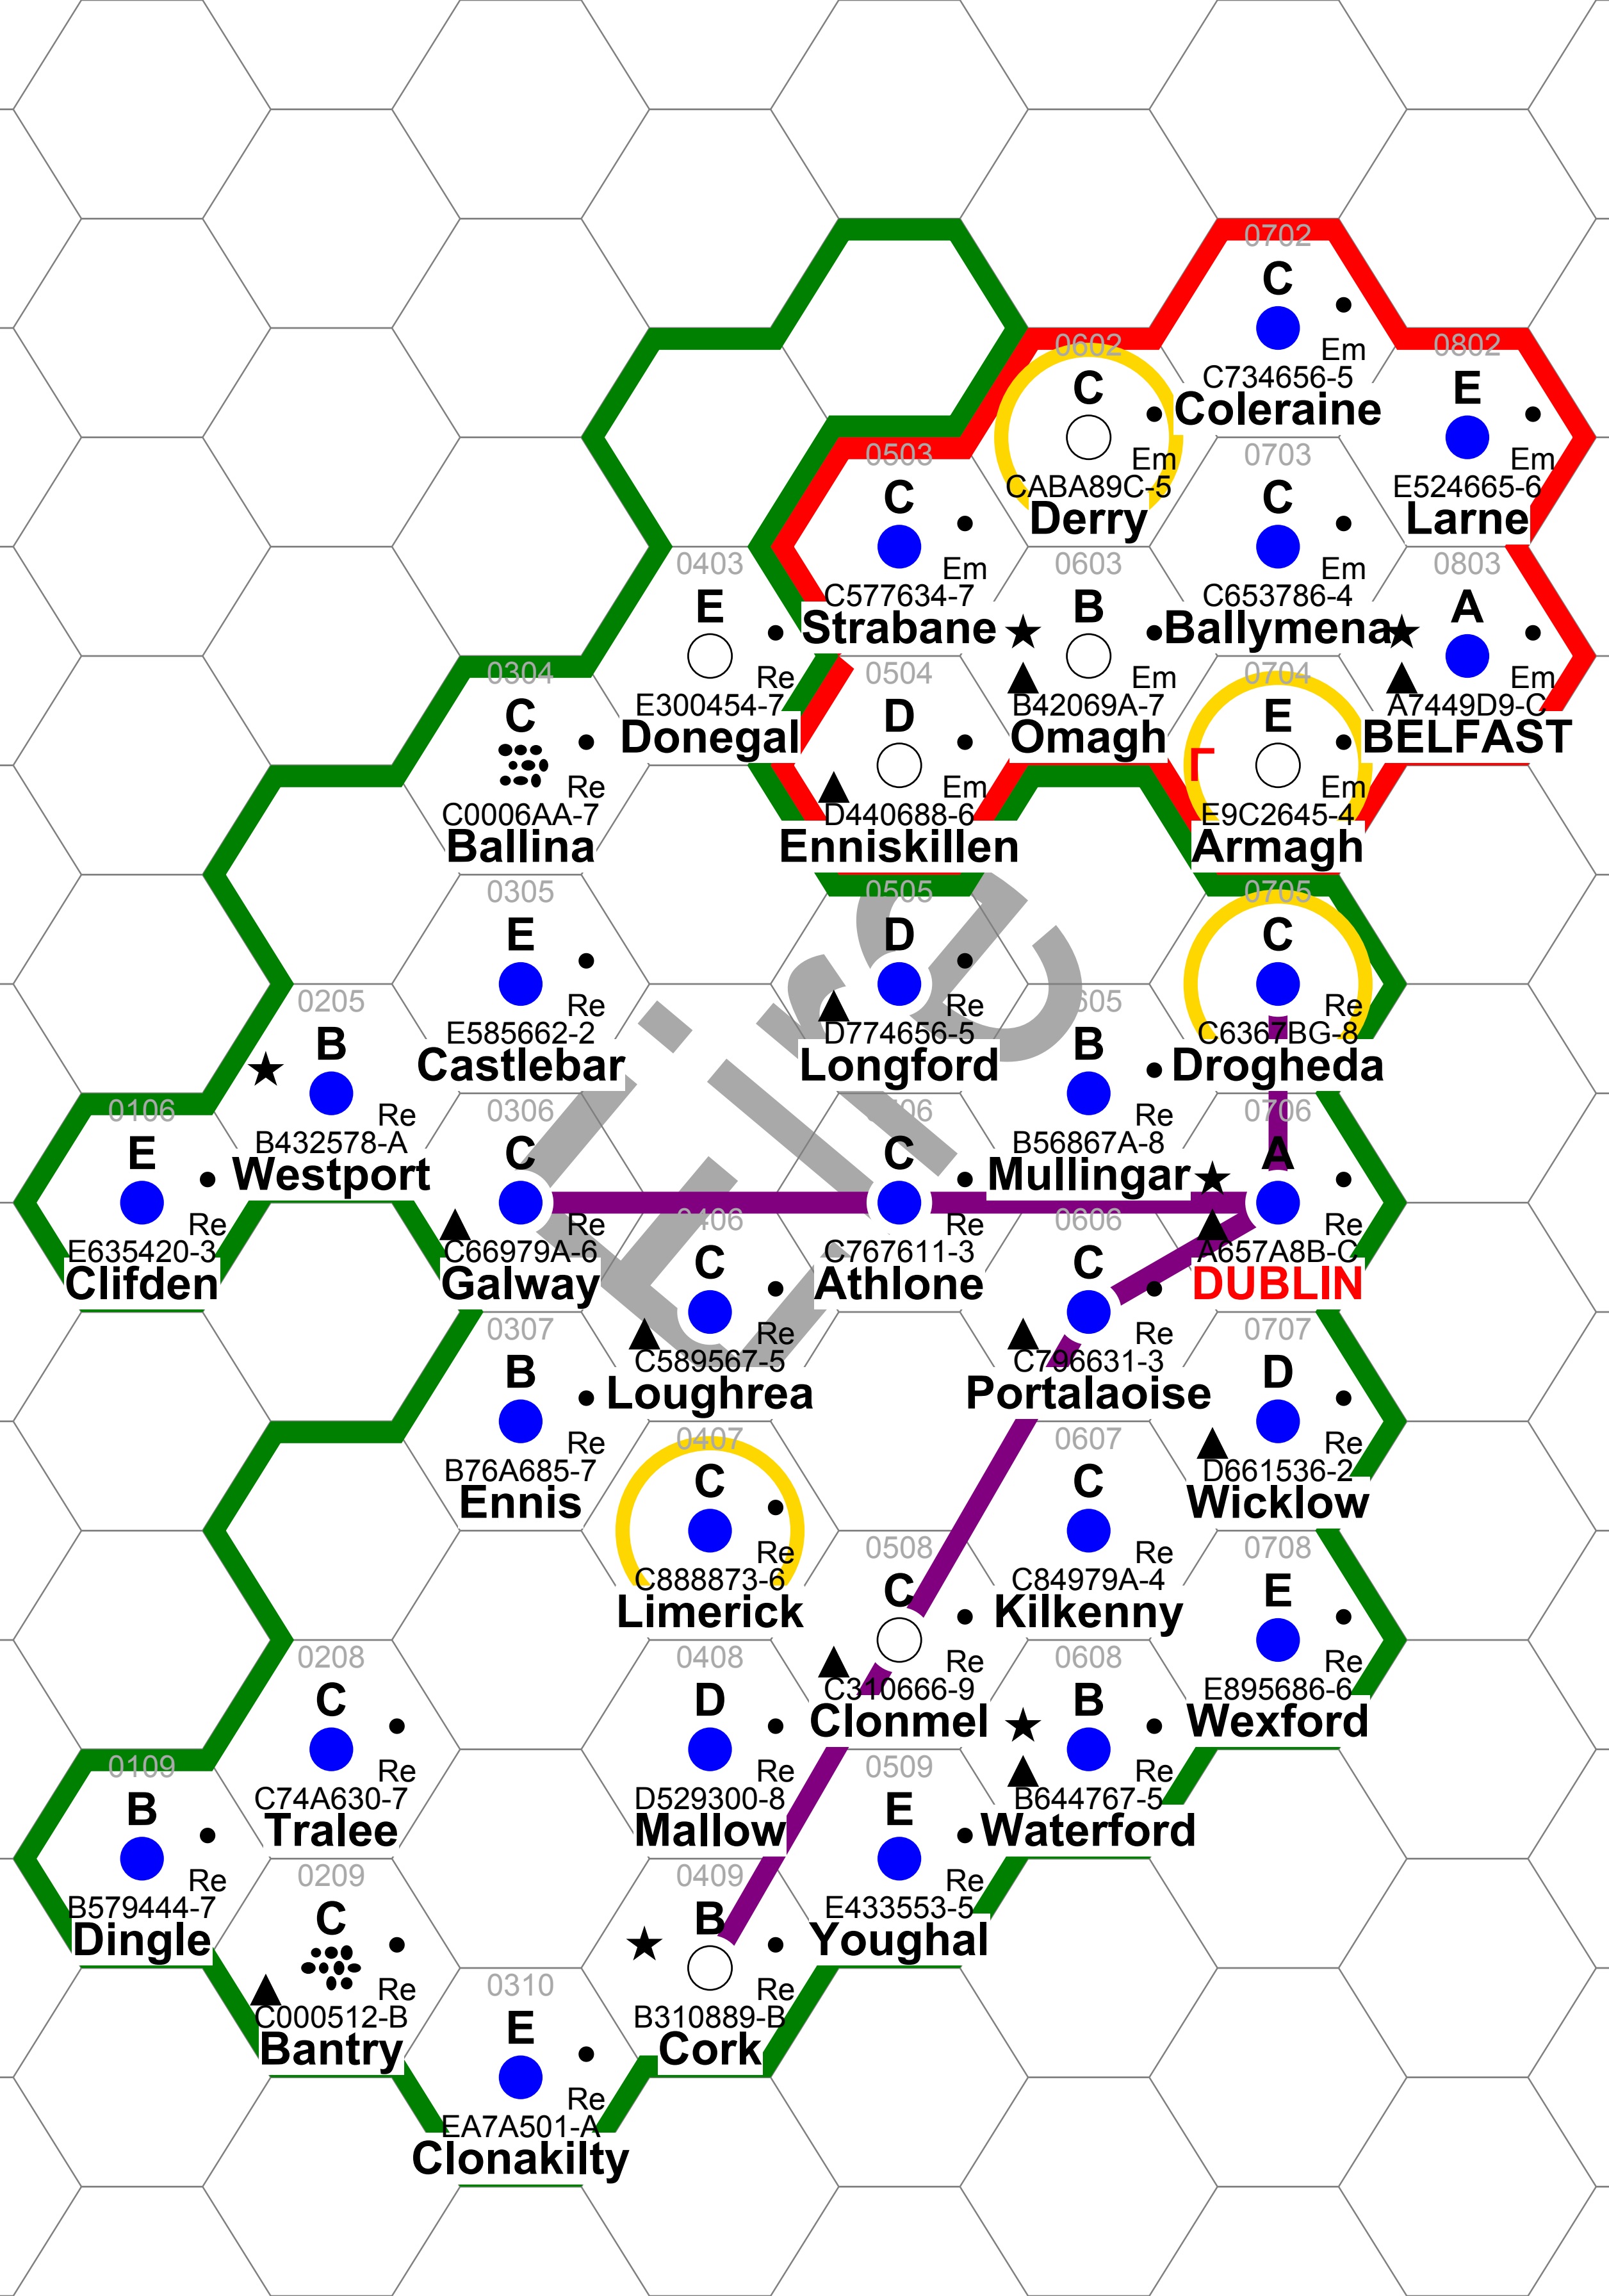 0702
C
Em
C734656-5
Coleraine
0602
C
Em
CABA89C-5
Derry
0802
E
Em
E524665-6
Larne
0503
C
Em
C577634-7
Strabane
0703
C
Em
C653786-4
Ballymena
0403
E
Re
E300454-7
Donegal
0603
B
Em
B42069A-7
Omagh
0803
A
Em
A7449D9-C
BELFAST
0304
C
Re
C0006AA-7
Ballina
0504
D
Em
D440688-6
Enniskillen
0704
E
Em
E9C2645-4
Armagh
0305
E
Re
E585662-2
Castlebar
0505
D
Re
D774656-5
Longford
0705
C
Re
C6367BG-8
Drogheda
Eire
0205
B
Re
B432578-A
Westport
605
B
Re
B56867A-8
Mullingar
0106
E
Re
E635420-3
Clifden
0306
C
Re
C66979A-6
Galway
06
C
Re
C767611-3
Athlone
0706
A
Re
A657A8B-C
DUBLIN
0406
C
Re
C589567-5
Loughrea
0606
C
Re
C796631-3
Portalaoise
0307
B
Re
B76A685-7
Ennis
0707
D
Re
D661536-2
Wicklow
0407
C
Re
C888873-6
Limerick
0607
C
Re
C84979A-4
Kilkenny
0508
C
Re
C310666-9
Clonmel
0708
E
Re
E895686-6
Wexford
0208
C
Re
C74A630-7
Tralee
0408
D
Re
D529300-8
Mallow
0608
B
Re
B644767-5
Waterford
0109
B
Re
B579444-7
Dingle
0509
E
Re
E433553-5
Youghal
0209
C
Re
C000512-B
Bantry
0409
B
Re
B310889-B
Cork
0310
E
Re
EA7A501-A
Clonakilty